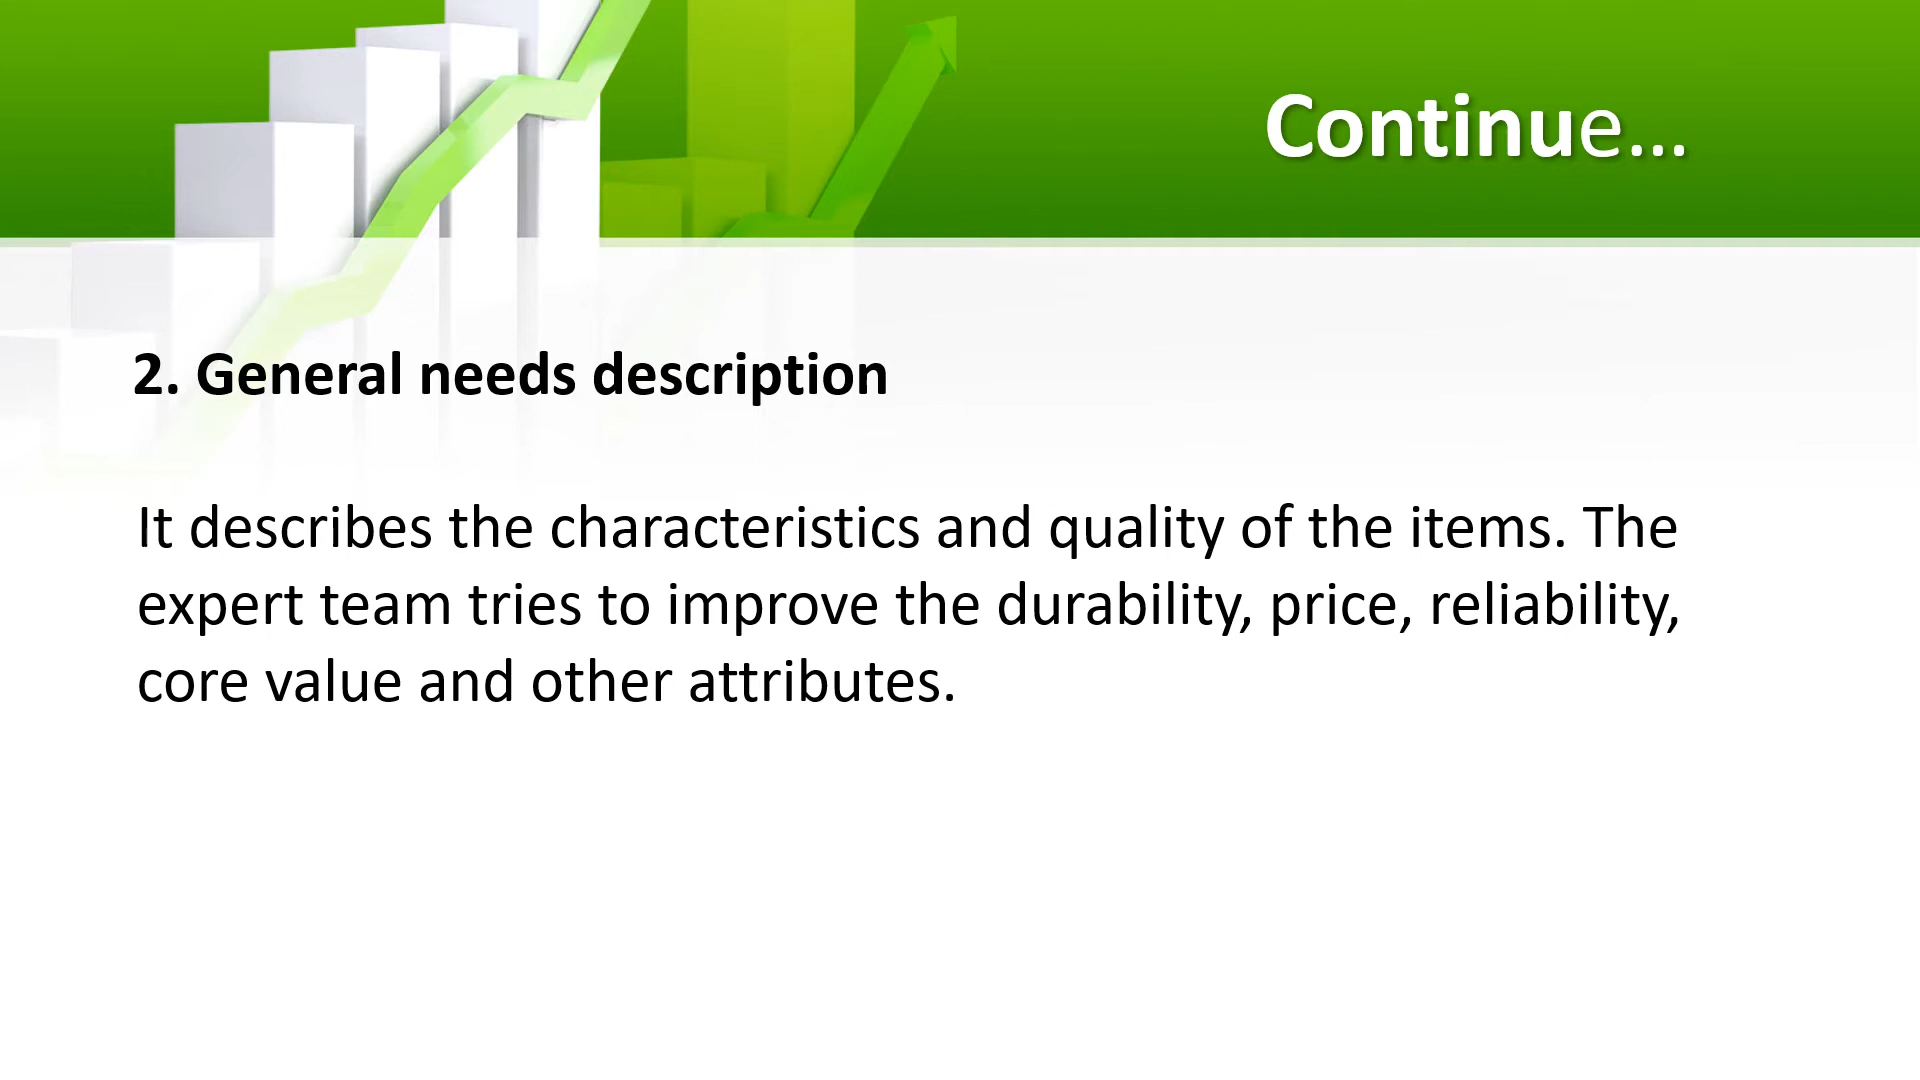 Continue...
2. General needs description
It describes the characteristics and quality of the items. The
expert team tries to improve the durability, price, reliability,
core value and other attributes.